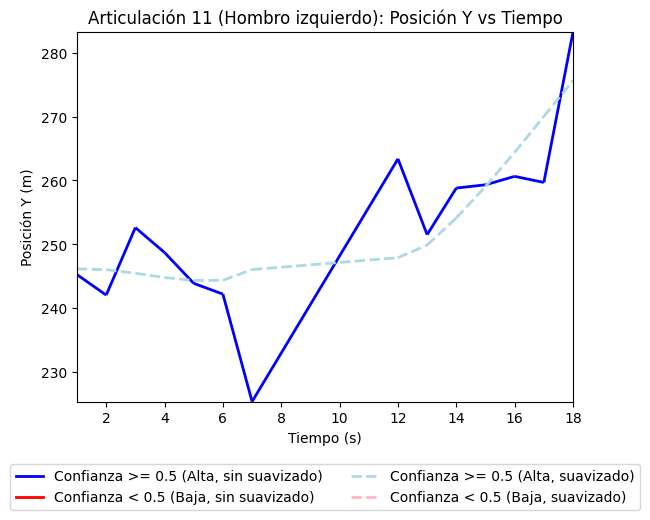 Articulación 11 (Hombro izquierdo): Posición Y vs Tiempo
280
270
260
250
240
230
Posición Y (m)
2 4 6 8 10 12 14 16 18
Tiempo (s)
Confianza >= 0.5 (Alta, sin suavizado)
Confianza < 0.5 (Baja, sin suavizado)
Confianza >= 0.5 (Alta, suavizado)
Confianza < 0.5 (Baja, suavizado)